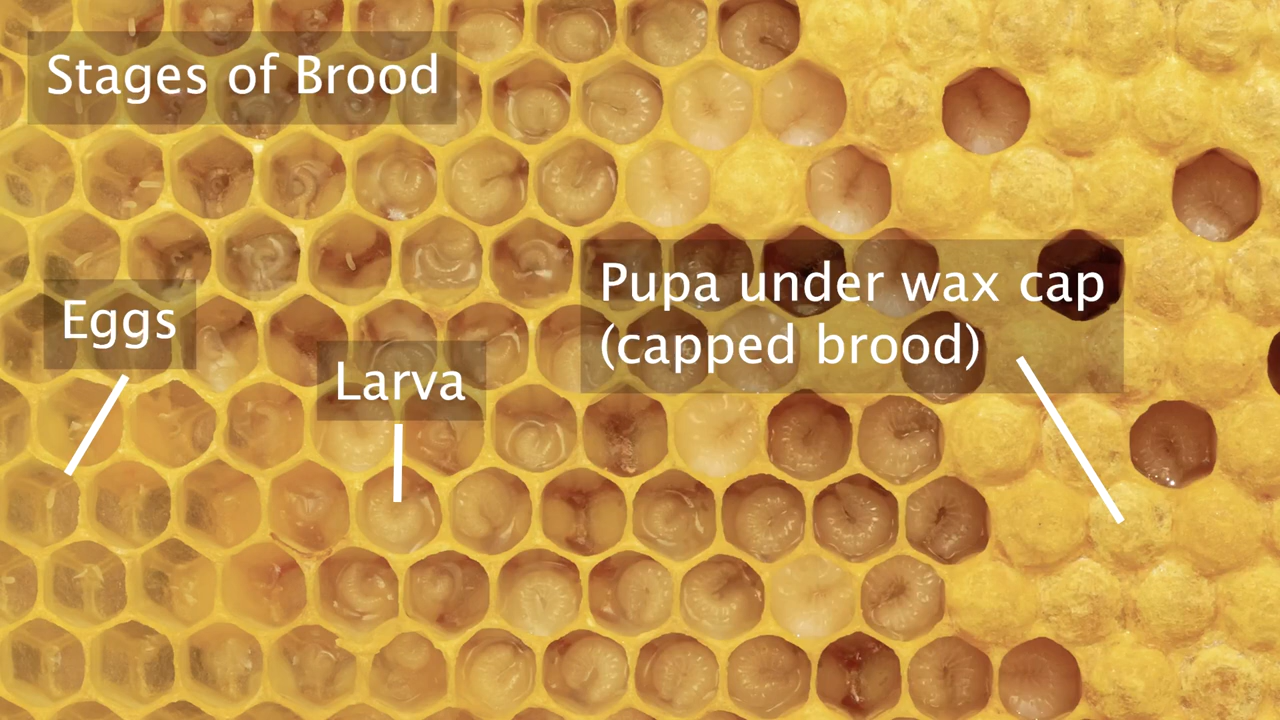 Stages of Brood
Eggs
Larva
Pupa under wax cap
(capped brood)